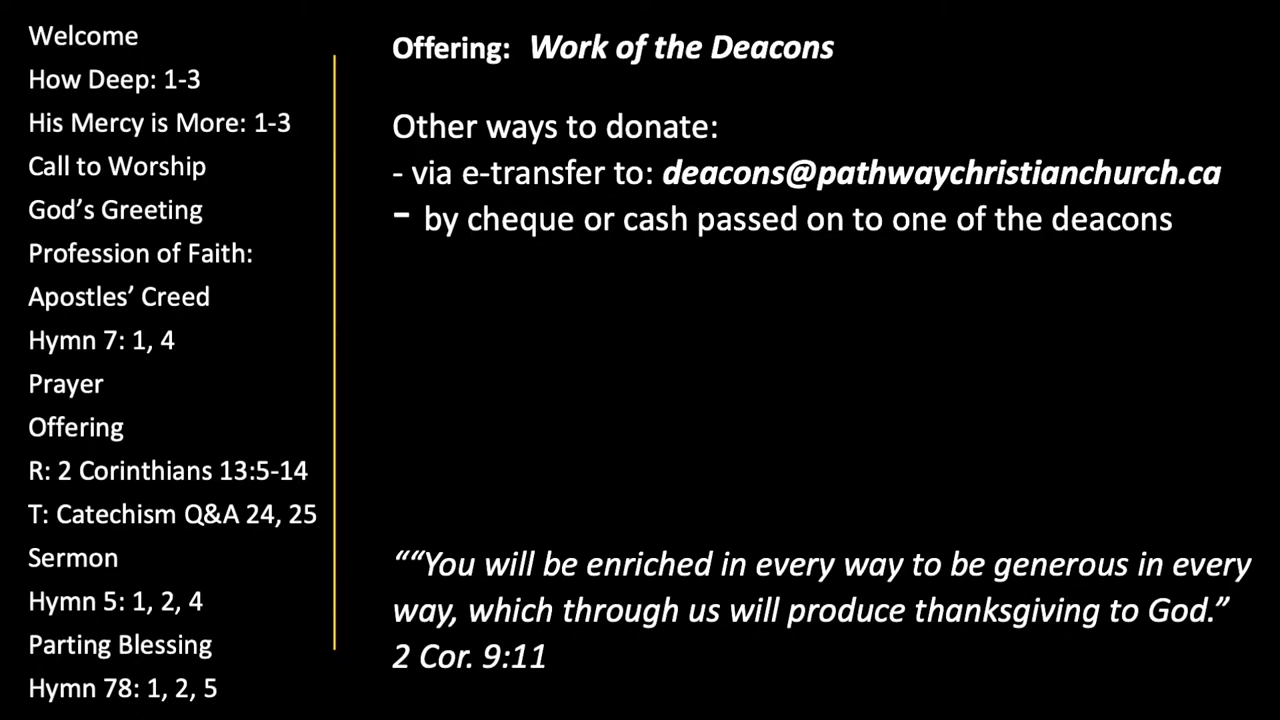 Welcome
How Deep: 1-3
His Mercy is More: 1-3
Call to Worship
God’s Greeting
Profession of Faith:
Apostles’ Creed
Hymn 7: 1, 4
Prayer
Offering
R: 2 Corinthians 13:5-14
T: Catechism Q&A 24, 25
Sermon
Hymn 5: 1, 2, 4
Parting Blessing
Hymn 78: 1, 2, 5
Offering: Work of the Deacons
Other ways to donate:
- via e-transfer to: deacons@pathwaychristianchurch.ca
- by cheque or cash passed on to one of the deacons
““You will be enriched in every way to be generous in every
way, which through us will produce thanksgiving to God.”
2 Cor. 9:11